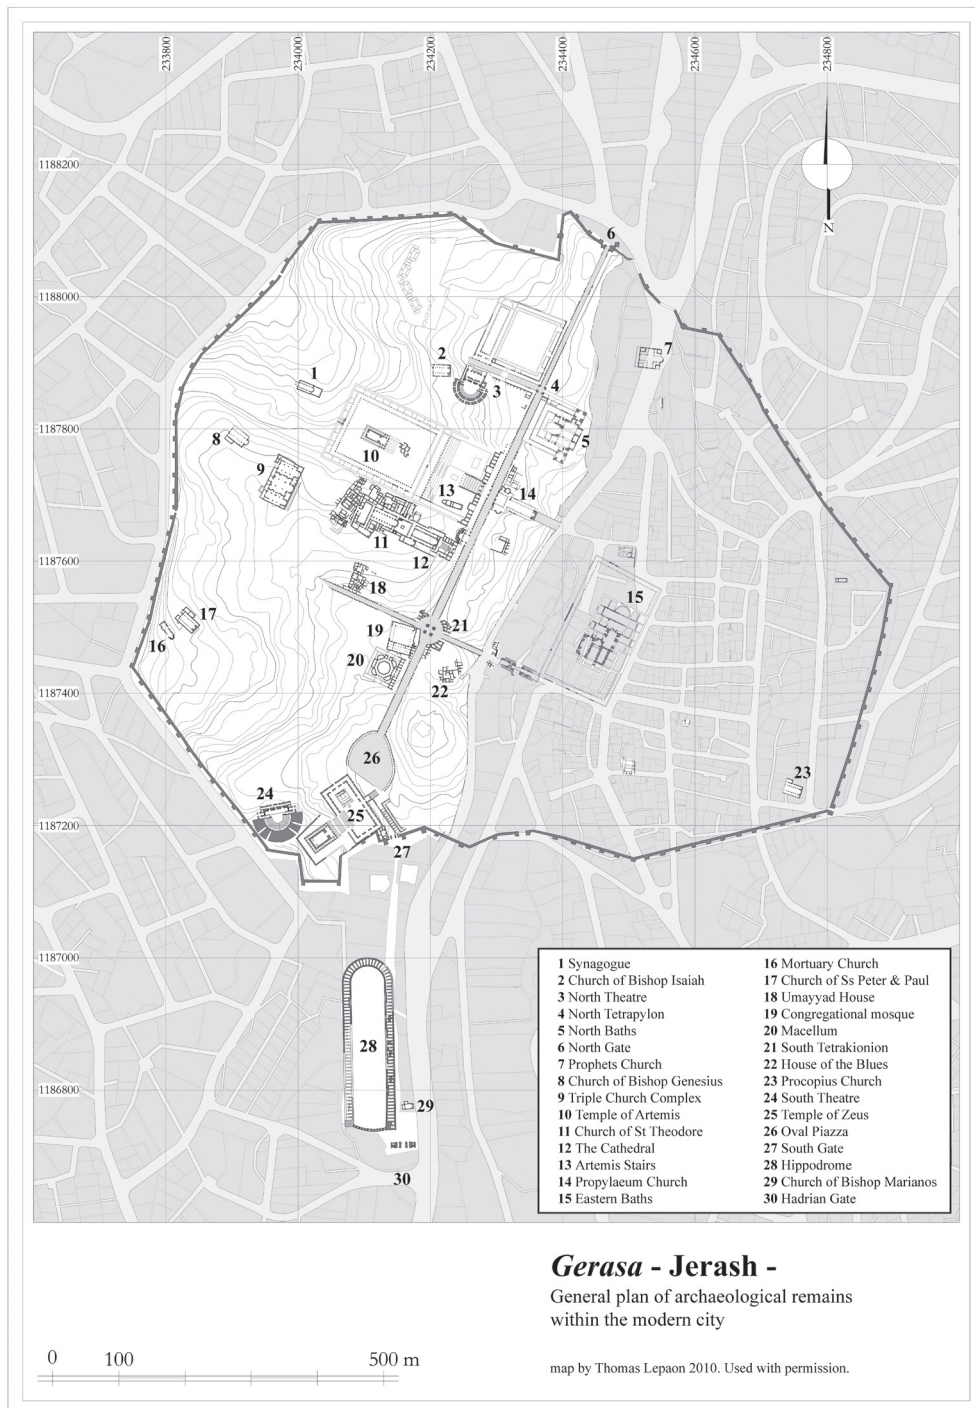 233800
234000
234200
234400
234600
234800
1188200
N
6
1188000
7
2
1
3
4
1187800
8
5
10
9
13
14
11
12
1187600
18
15
17
19
21
16
20
22
1187400
26
23
24
25
1187200
27
1187000
28
1186800
29
30
1 Synagogue
2 Church of Bishop Isaiah
3 North Theatre
4 North Tetrapylon
5 North Baths
6 North Gate
7 Prophets Church
8 Church of Bishop Genesius
9 Triple Church Complex
10 Temple of Artemis
11 Church of St Theodore
12 The Cathedral
13 Artemis Stairs
14 Propylaeum Church
15 Eastern Baths
16 Mortuary Church
17 Church of Ss Peter & Paul
18 Umayyad House
19 Congregational mosque
20 Macellum
21 South Tetrakionion
22 House of the Blues
23 Procopius Church
24 South Theatre
25 Temple of Zeus
26 Oval Piazza
27 South Gate
28 Hippodrome
29 Church of Bishop Marianos
30 Hadrian Gate
Gerasa - Jerash -
General plan of archaeological remains
within the modern city
0 100 500 m
map by Thomas Lepaon 2010. Used with permission.